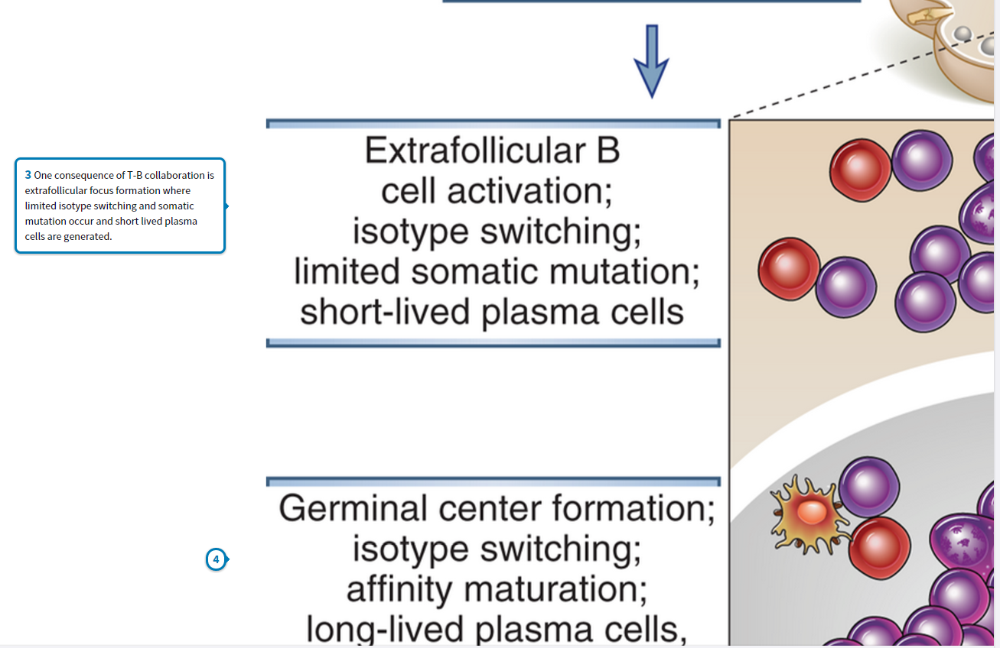 3 One consequence of T-B collaboration is
extrafollicular focus formation where
limited isotype switching and somatic
mutation occur and short lived plasma
cells are generated.
Extrafollicular B
cell activation;
isotype switching;
limited somatic mutation;
short-lived plasma cells
4
Germinal center formation;
isotype switching;
affinity maturation;
long-lived plasma cells,